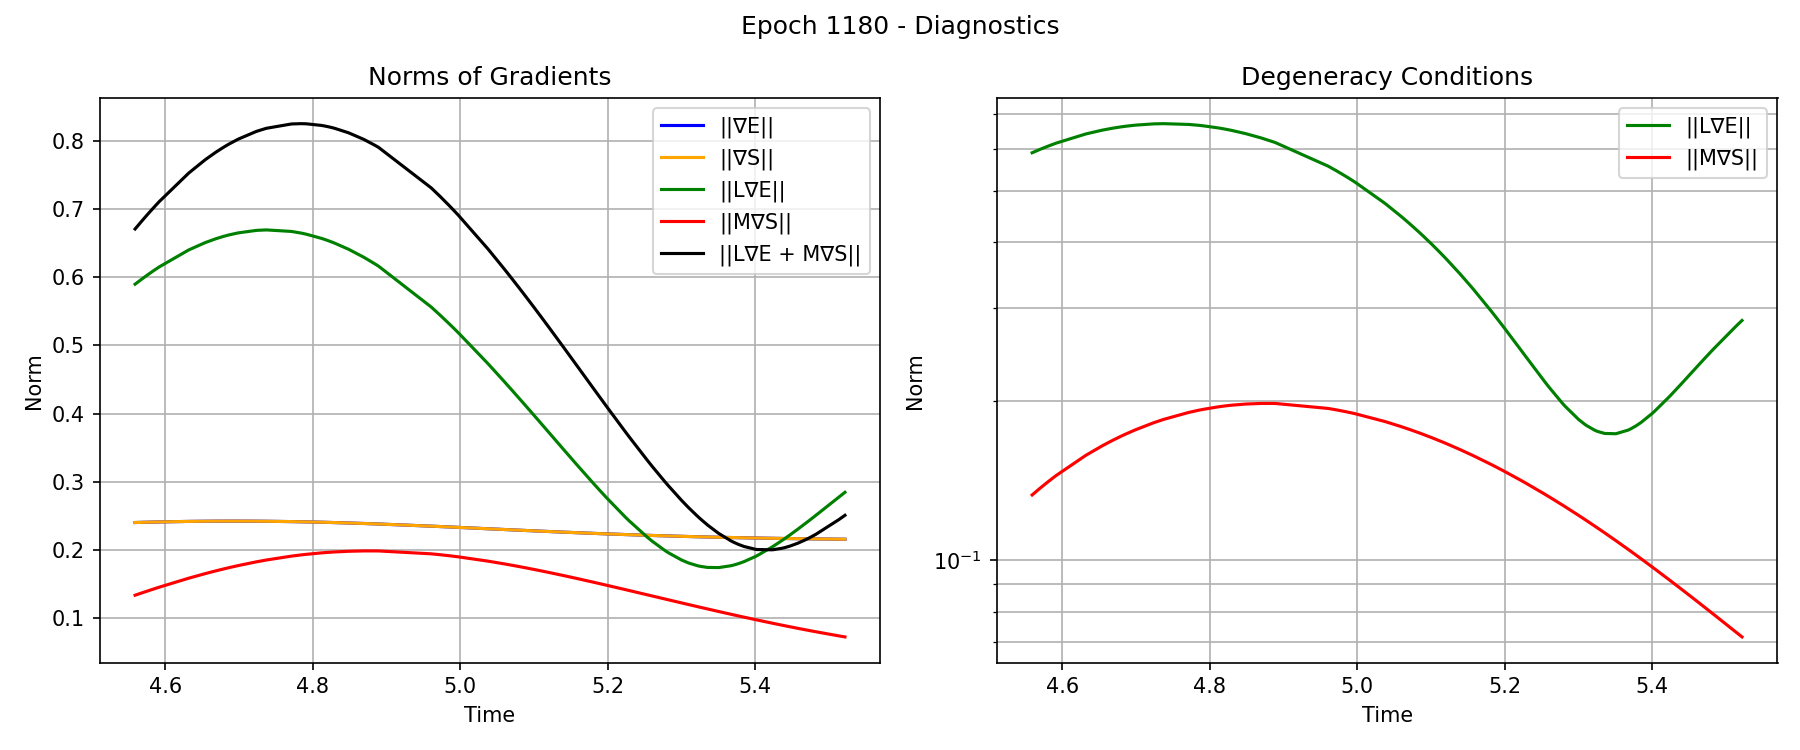 Epoch 1180 - Diagnostics
Norms of Gradients
||∇E||
||∇S||
||L∇E||
||M∇S||
||L∇E + M∇S||
Norm
0.8
0.7
0.6
0.5
0.4
0.3
0.2
0.1
4.6 4.8 5.0 5.2 5.4
Time
Degeneracy Conditions
||L∇E||
||M∇S||
Norm
10⁻¹
4.6 4.8 5.0 5.2 5.4
Time